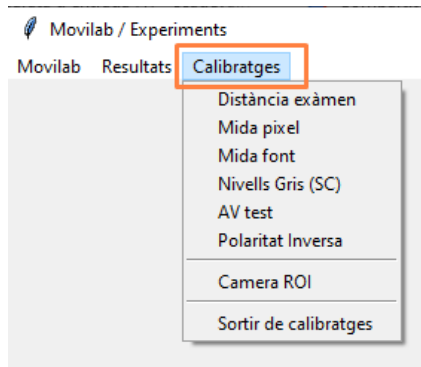 Movilab / Experiments
Movilab Resultats Calibratges
Distància exàmen
Mida pixel
Mida font
Nivells Gris (SC)
AV test
Polaritat Inversa
Camera ROI
Sortir de calibratges